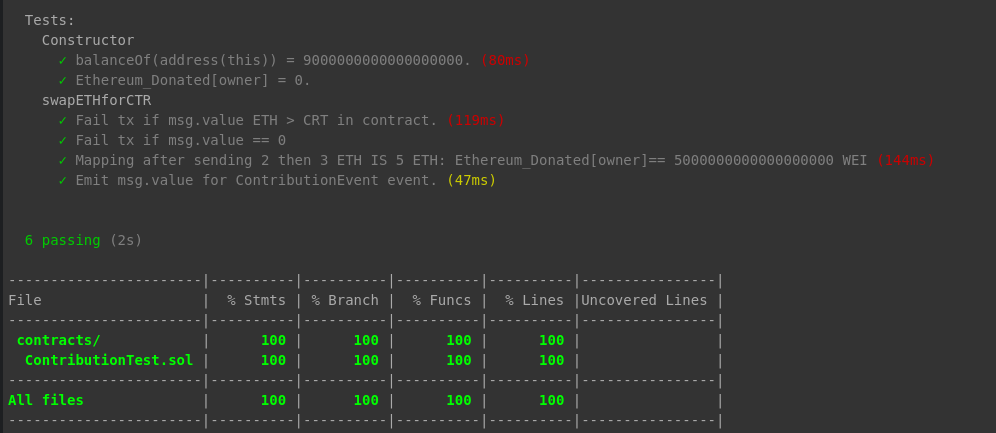 Tests:
Constructor
✓ balanceOf(address(this)) = 9000000000000000000. (80ms)
✓ Ethereum_Donated[owner] = 0.
swapETHforCTR
✓ Fail tx if msg.value ETH > CRT in contract. (119ms)
✓ Fail tx if msg.value == 0
✓ Mapping after sending 2 then 3 ETH IS 5 ETH: Ethereum_Donated[owner]== 5000000000000000000 WEI (144ms)
✓ Emit msg.value for ContributionEvent event. (47ms)
6 passing (2s)
-----------------------|----------|----------|----------|----------|----------------|
File                   |  % Stmts | % Branch |  % Funcs |  % Lines |Uncovered Lines |
-----------------------|----------|----------|----------|----------|----------------|
 contracts/            |      100 |      100 |      100 |      100 |                |
  ContributionTest.sol |      100 |      100 |      100 |      100 |                |
-----------------------|----------|----------|----------|----------|----------------|
All files              |      100 |      100 |      100 |      100 |                |
-----------------------|----------|----------|----------|----------|----------------|